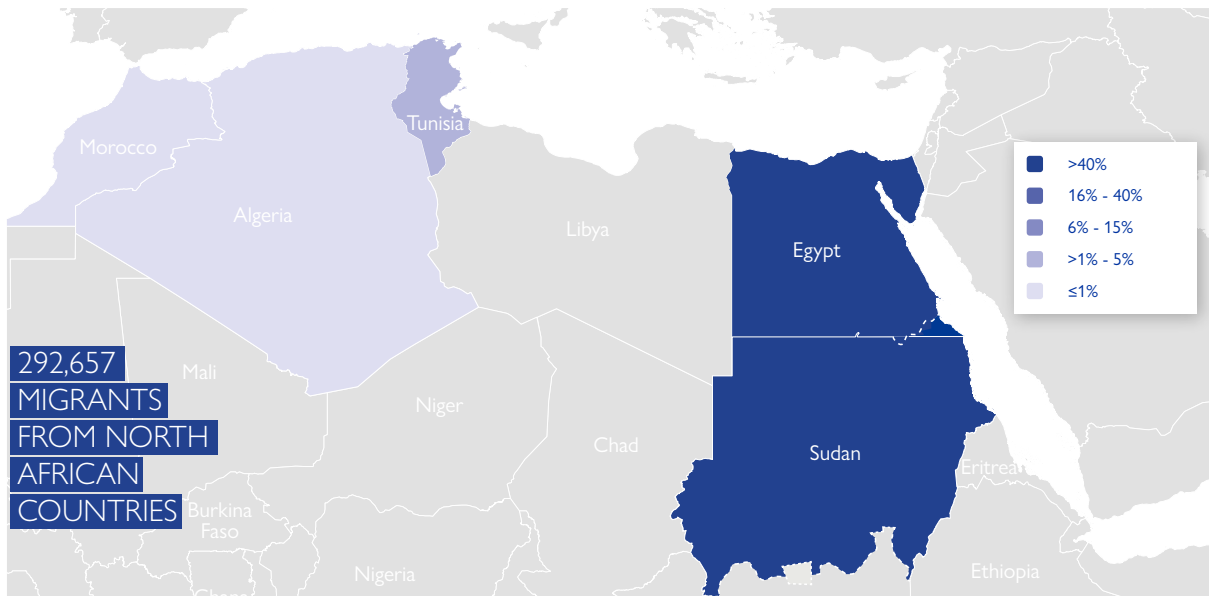 Tunisia
Morocco
Algeria
Libya
Egypt
>40%
16% - 40%
6% - 15%
>1% - 5%
≤1%
292,657
MIGRANTS
FROM NORTH
AFRICAN
COUNTRIES
Mali
Niger
Chad
Sudan
Eritrea
Burkina
Faso
Nigeria
Ethiopia